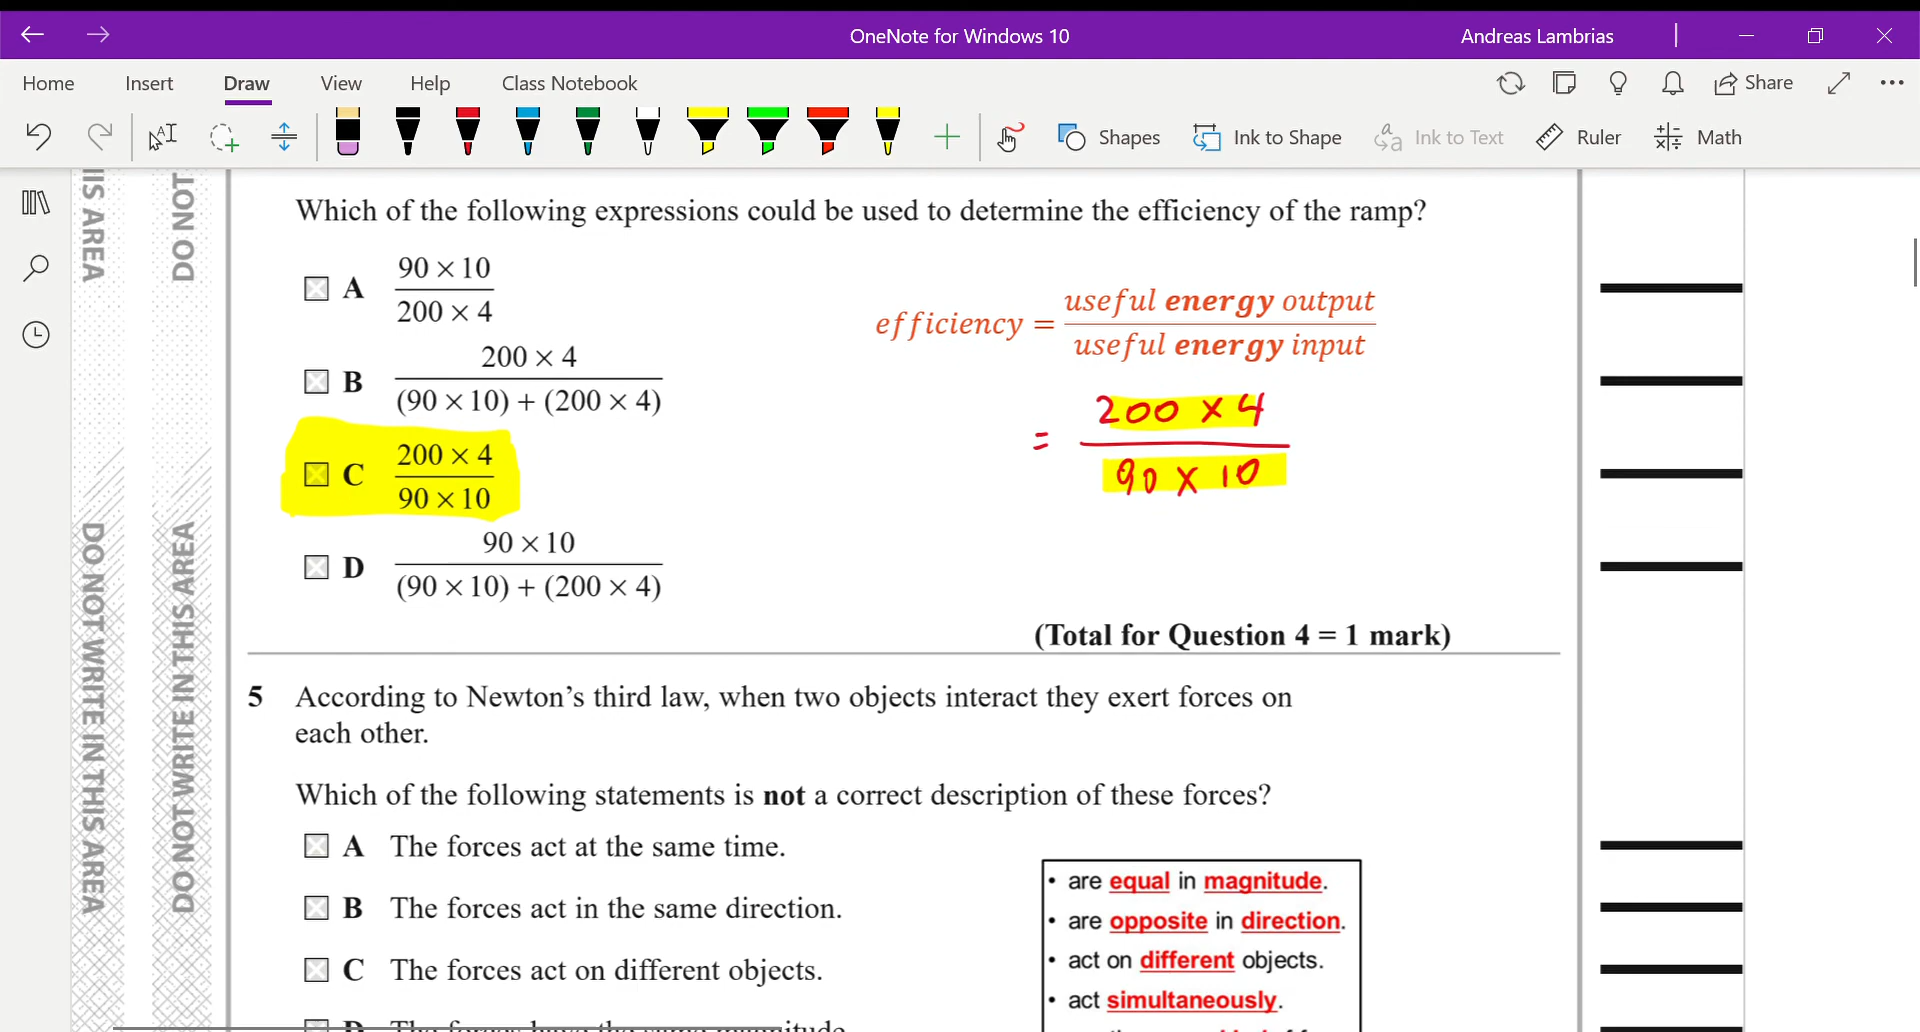 OneNote for Windows 10
Andreas Lambrias
Home Insert Draw View Help Class Notebook
Share
Shapes Ink to Shape Ink to Text Ruler Math
Which of the following expressions could be used to determine the efficiency of the ramp?
A 90 × 10
200 × 4
B 200 × 4
(90 × 10) + (200 × 4)
C 200 × 4
90 × 10
D 90 × 10
(90 × 10) + (200 × 4)
efficiency = useful energy output
useful energy input
= 200 × 4
90 × 10
(Total for Question 4 = 1 mark)
5 According to Newton's third law, when two objects interact they exert forces on
each other.
Which of the following statements is not a correct description of these forces?
A The forces act at the same time.
B The forces act in the same direction.
C The forces act on different objects.
• are equal in magnitude.
• are opposite in direction.
• act on different objects.
• act simultaneously.
IS AREA
DO NOT
DO NOT WRITE IN THIS AREA
DO NOT WRITE IN THIS AREA